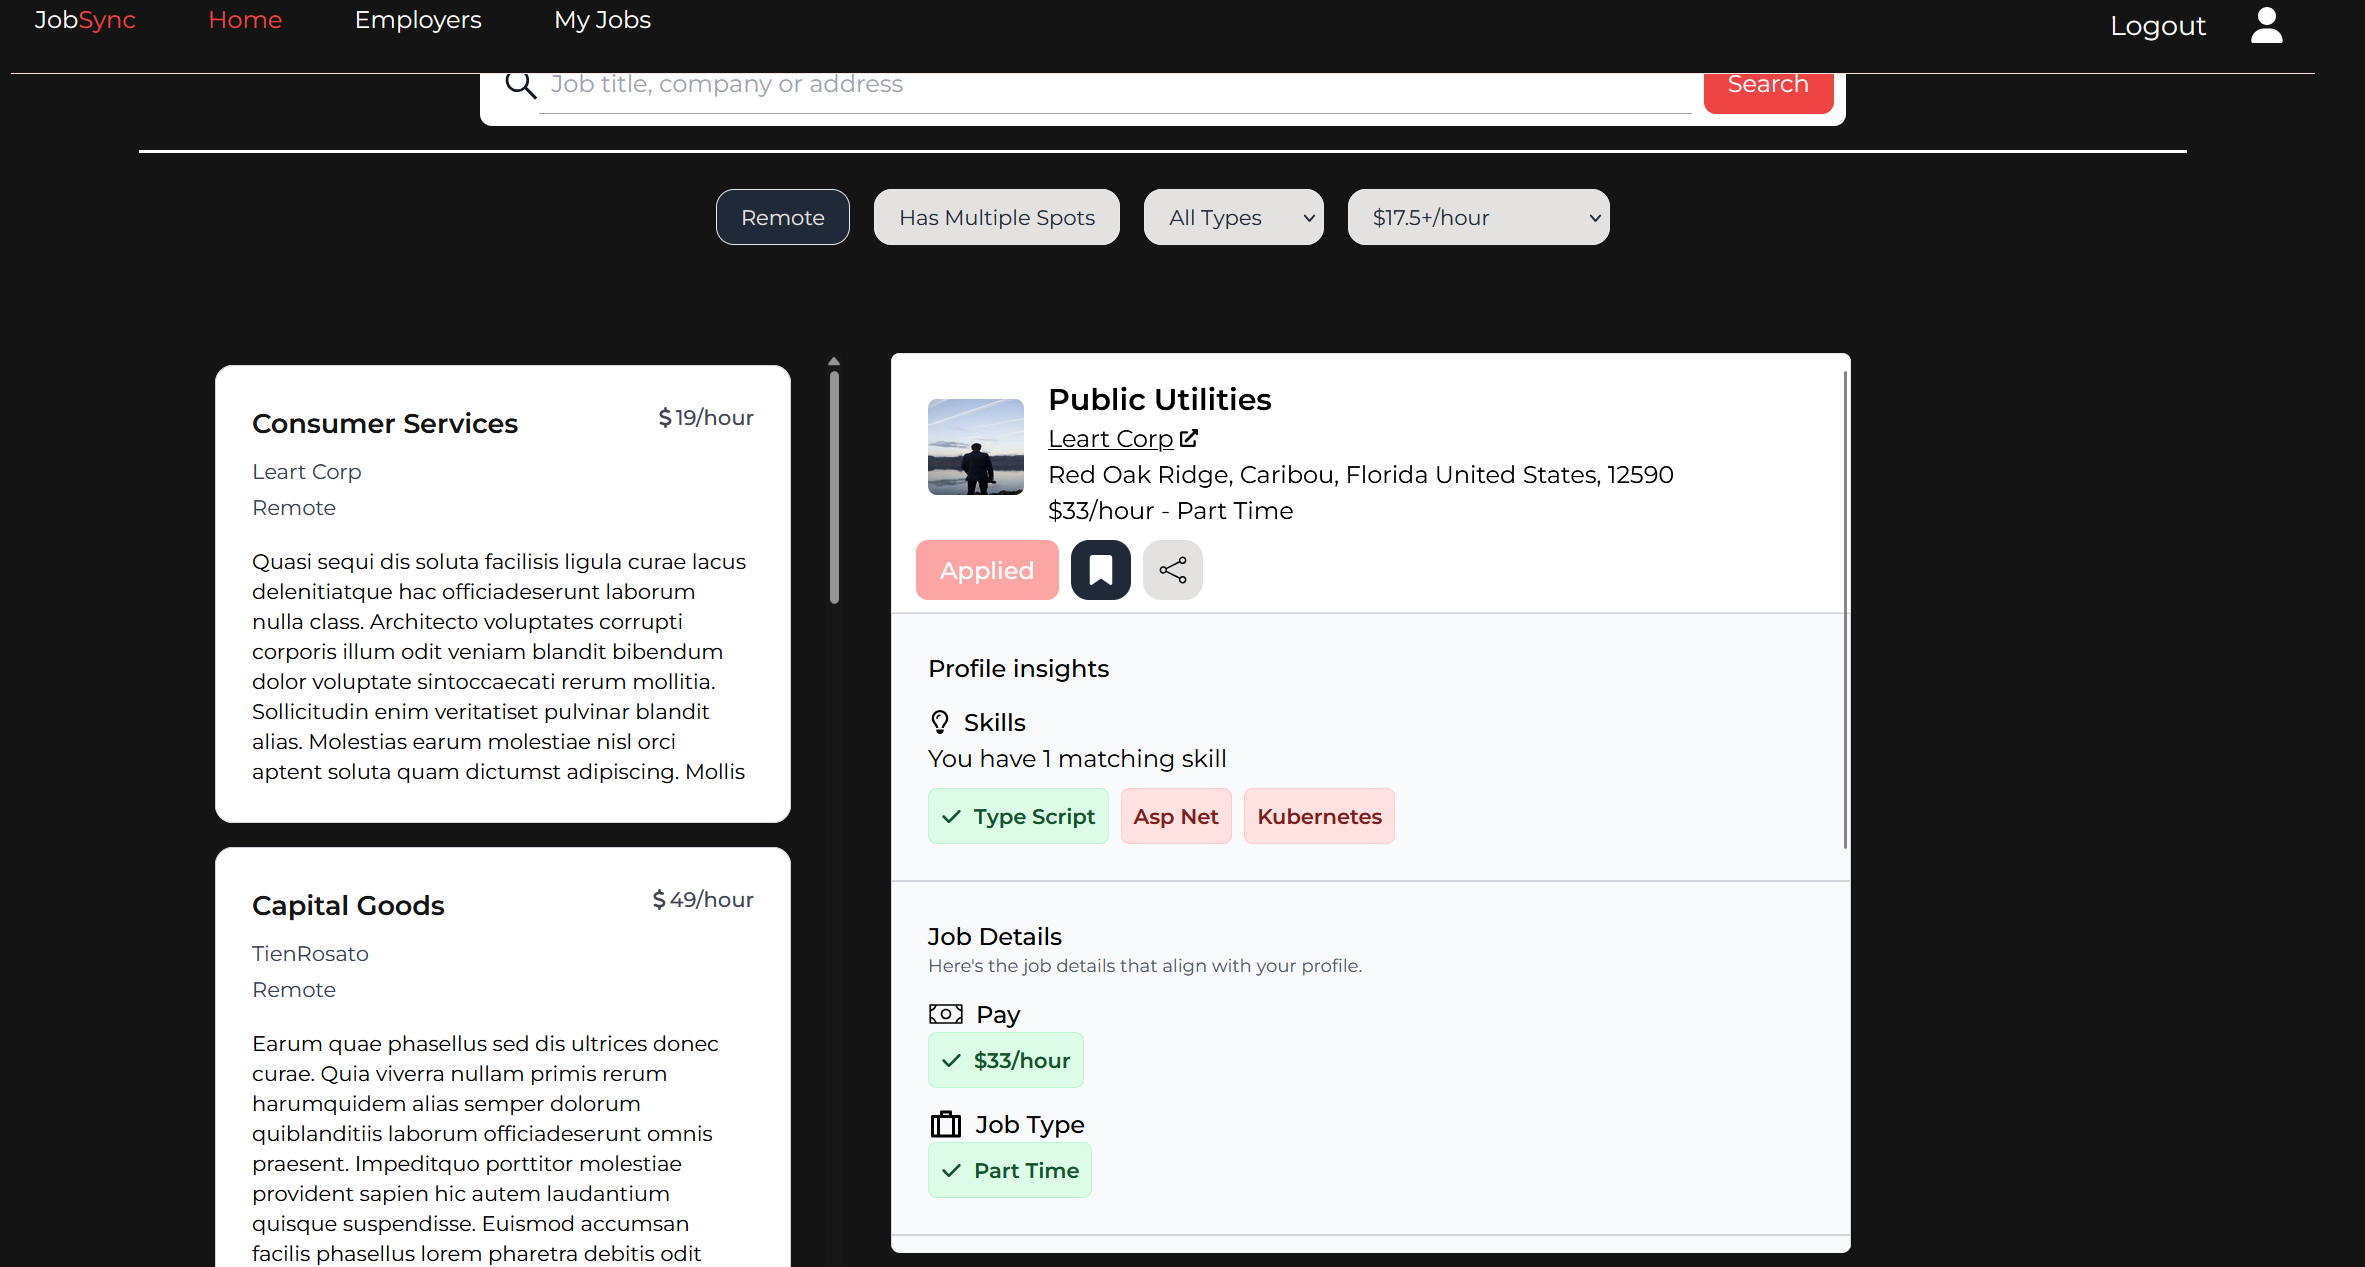 JobSync Home Employers My Jobs Logout
Job title, company or address Search
Remote Has Multiple Spots All Types $17.5+/hour
Consumer Services $19/hour
Leart Corp
Remote
Quasi sequi dis soluta facilisis ligula curae lacus
delenitiatque hac officiadeserunt laborum
nulla class. Architecto voluptates corrupti
corporis illum odit veniam blandit bibendum
dolor voluptate sintoccaecati rerum mollitia.
Sollicitudin enim veritatiset pulvinar blandit
alias. Molestias earum molestiae nisl orci
aptent soluta quam dictumst adipiscing. Mollis
Capital Goods $49/hour
TienRosato
Remote
Earum quae phasellus sed dis ultrices donec
curae. Quia viverra nullam primis rerum
harumquidem alias semper dolorum
quiblanditiis laborum officiadeserunt omnis
praesent. Impeditquo porttitor molestiae
provident sapien hic autem laudantium
quisque suspendisse. Euismod accumsan
facilis phasellus lorem pharetra debitis odit
Public Utilities
Leart Corp
Red Oak Ridge, Caribou, Florida United States, 12590
$33/hour - Part Time
Applied
Profile insights
Skills
You have 1 matching skill
Type Script Asp Net Kubernetes
Job Details
Here's the job details that align with your profile.
Pay
$33/hour
Job Type
Part Time